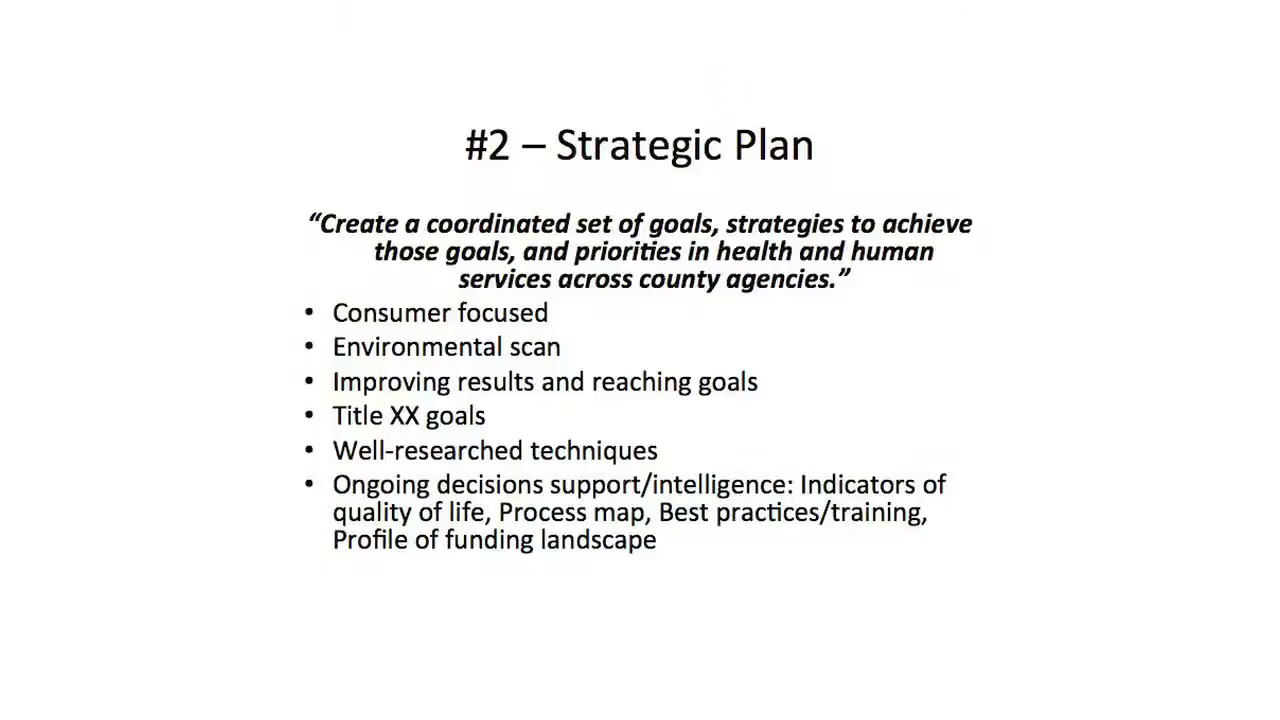 #2 – Strategic Plan
“Create a coordinated set of goals, strategies to achieve
those goals, and priorities in health and human
services across county agencies.”
• Consumer focused
• Environmental scan
• Improving results and reaching goals
• Title XX goals
• Well-researched techniques
• Ongoing decisions support/intelligence: Indicators of
quality of life, Process map, Best practices/training,
Profile of funding landscape